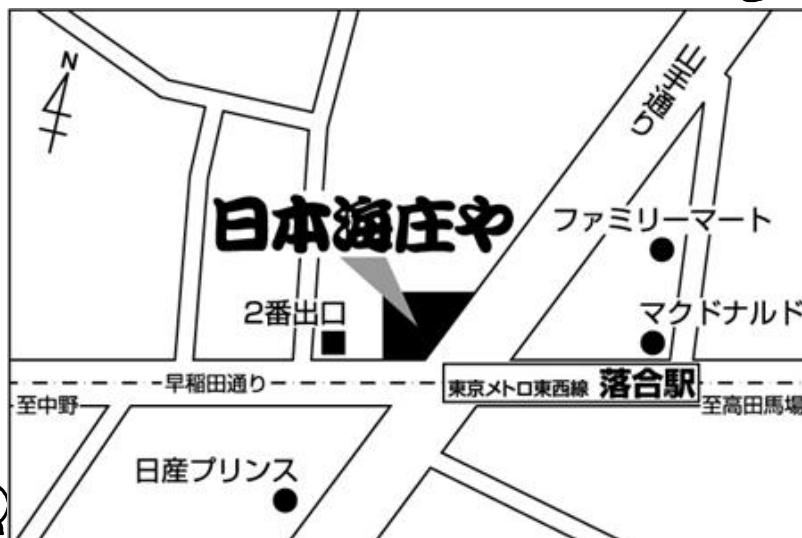 N
山手通り
日本海庄や
ファミリーマート
2番出口
マクドナルド
早稲田通り
東京メトロ東西線 落合駅
至中野
至高田馬場
日産プリンス